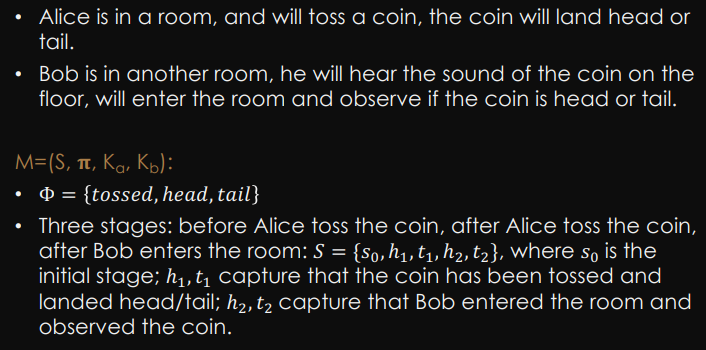 • Alice is in a room, and will toss a coin, the coin will land head or
tail.
• Bob is in another room, he will hear the sound of the coin on the
floor, will enter the room and observe if the coin is head or tail.
M=(S, π, Kₐ, K_b):
• Φ = {tossed, head, tail}
• Three stages: before Alice toss the coin, after Alice toss the coin,
after Bob enters the room: S = {s₀, h₁, t₁, h₂, t₂}, where s₀ is the
initial stage; h₁, t₁ capture that the coin has been tossed and
landed head/tail; h₂, t₂ capture that Bob entered the room and
observed the coin.